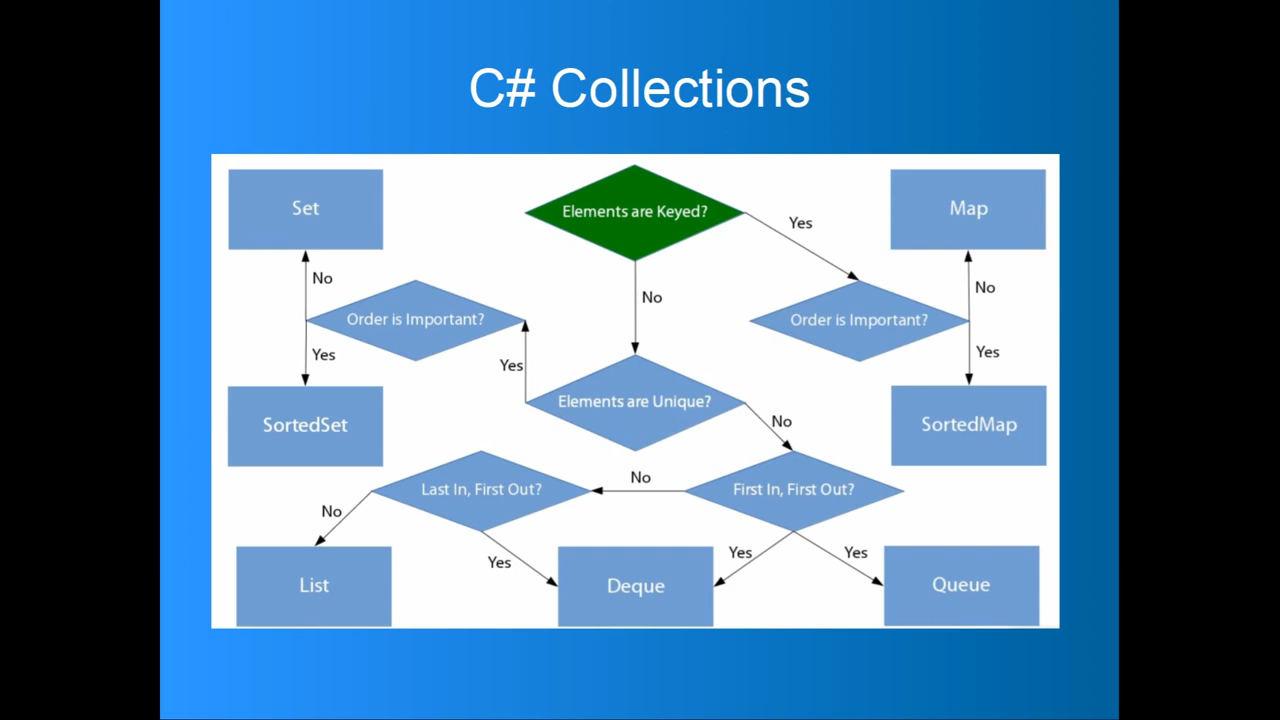 C# Collections
Set
Elements are Keyed?
Map
Yes
No
No
No
Order is Important?
Order is Important?
Yes
Yes
Yes
Elements are Unique?
No
SortedSet
SortedMap
No
Last In, First Out?
First In, First Out?
No
Yes
Yes
Yes
List
Deque
Queue